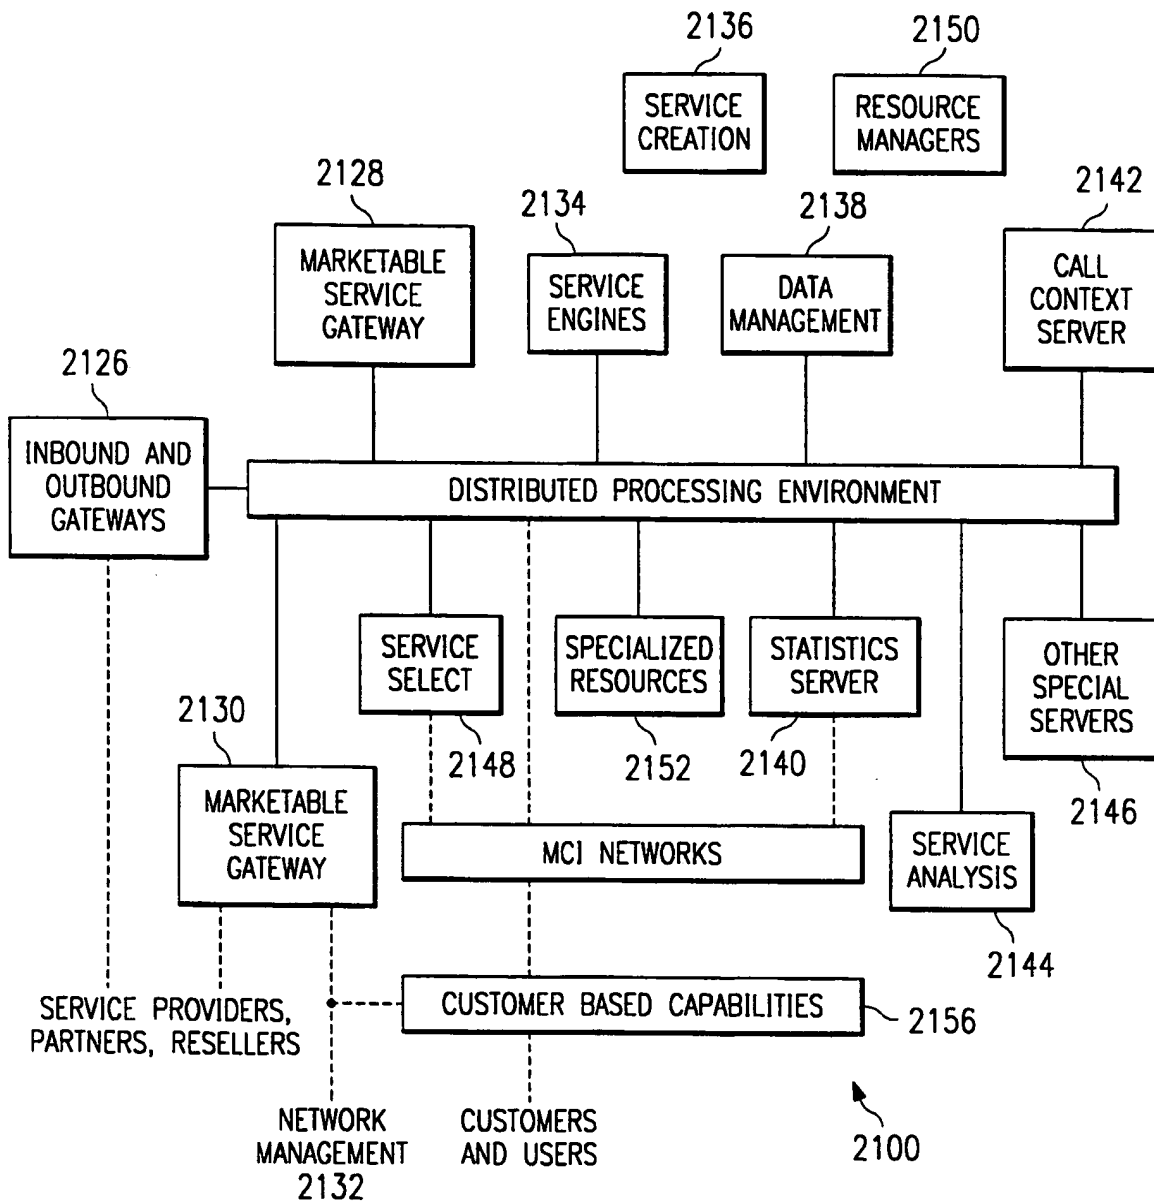 2136
2150
SERVICE
CREATION
RESOURCE
MANAGERS
2128
2134
2138
2142
MARKETABLE
SERVICE
GATEWAY
SERVICE
ENGINES
DATA
MANAGEMENT
CALL
CONTEXT
SERVER
2126
INBOUND AND
OUTBOUND
GATEWAYS
DISTRIBUTED PROCESSING ENVIRONMENT
SERVICE
SELECT
SPECIALIZED
RESOURCES
STATISTICS
SERVER
OTHER
SPECIAL
SERVERS
2130
2148
2152
2140
2146
MARKETABLE
SERVICE
GATEWAY
MCI NETWORKS
SERVICE
ANALYSIS
2144
SERVICE PROVIDERS,
PARTNERS, RESELLERS
CUSTOMER BASED CAPABILITIES
2156
NETWORK
MANAGEMENT
2132
CUSTOMERS
AND USERS
2100